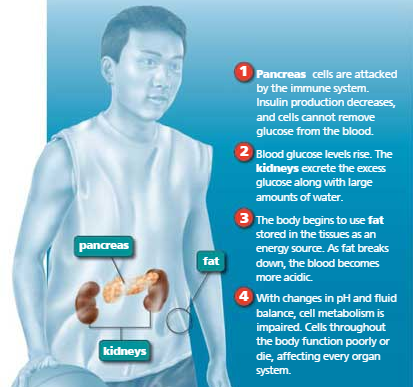 1 Pancreas cells are attacked
by the immune system.
Insulin production decreases,
and cells cannot remove
glucose from the blood.
2 Blood glucose levels rise. The
kidneys excrete the excess
glucose along with large
amounts of water.
3 The body begins to use fat
stored in the tissues as an
energy source. As fat breaks
down, the blood becomes
more acidic.
4 With changes in pH and fluid
balance, cell metabolism is
impaired. Cells throughout
the body function poorly or
die, affecting every organ
system.
pancreas
fat
kidneys